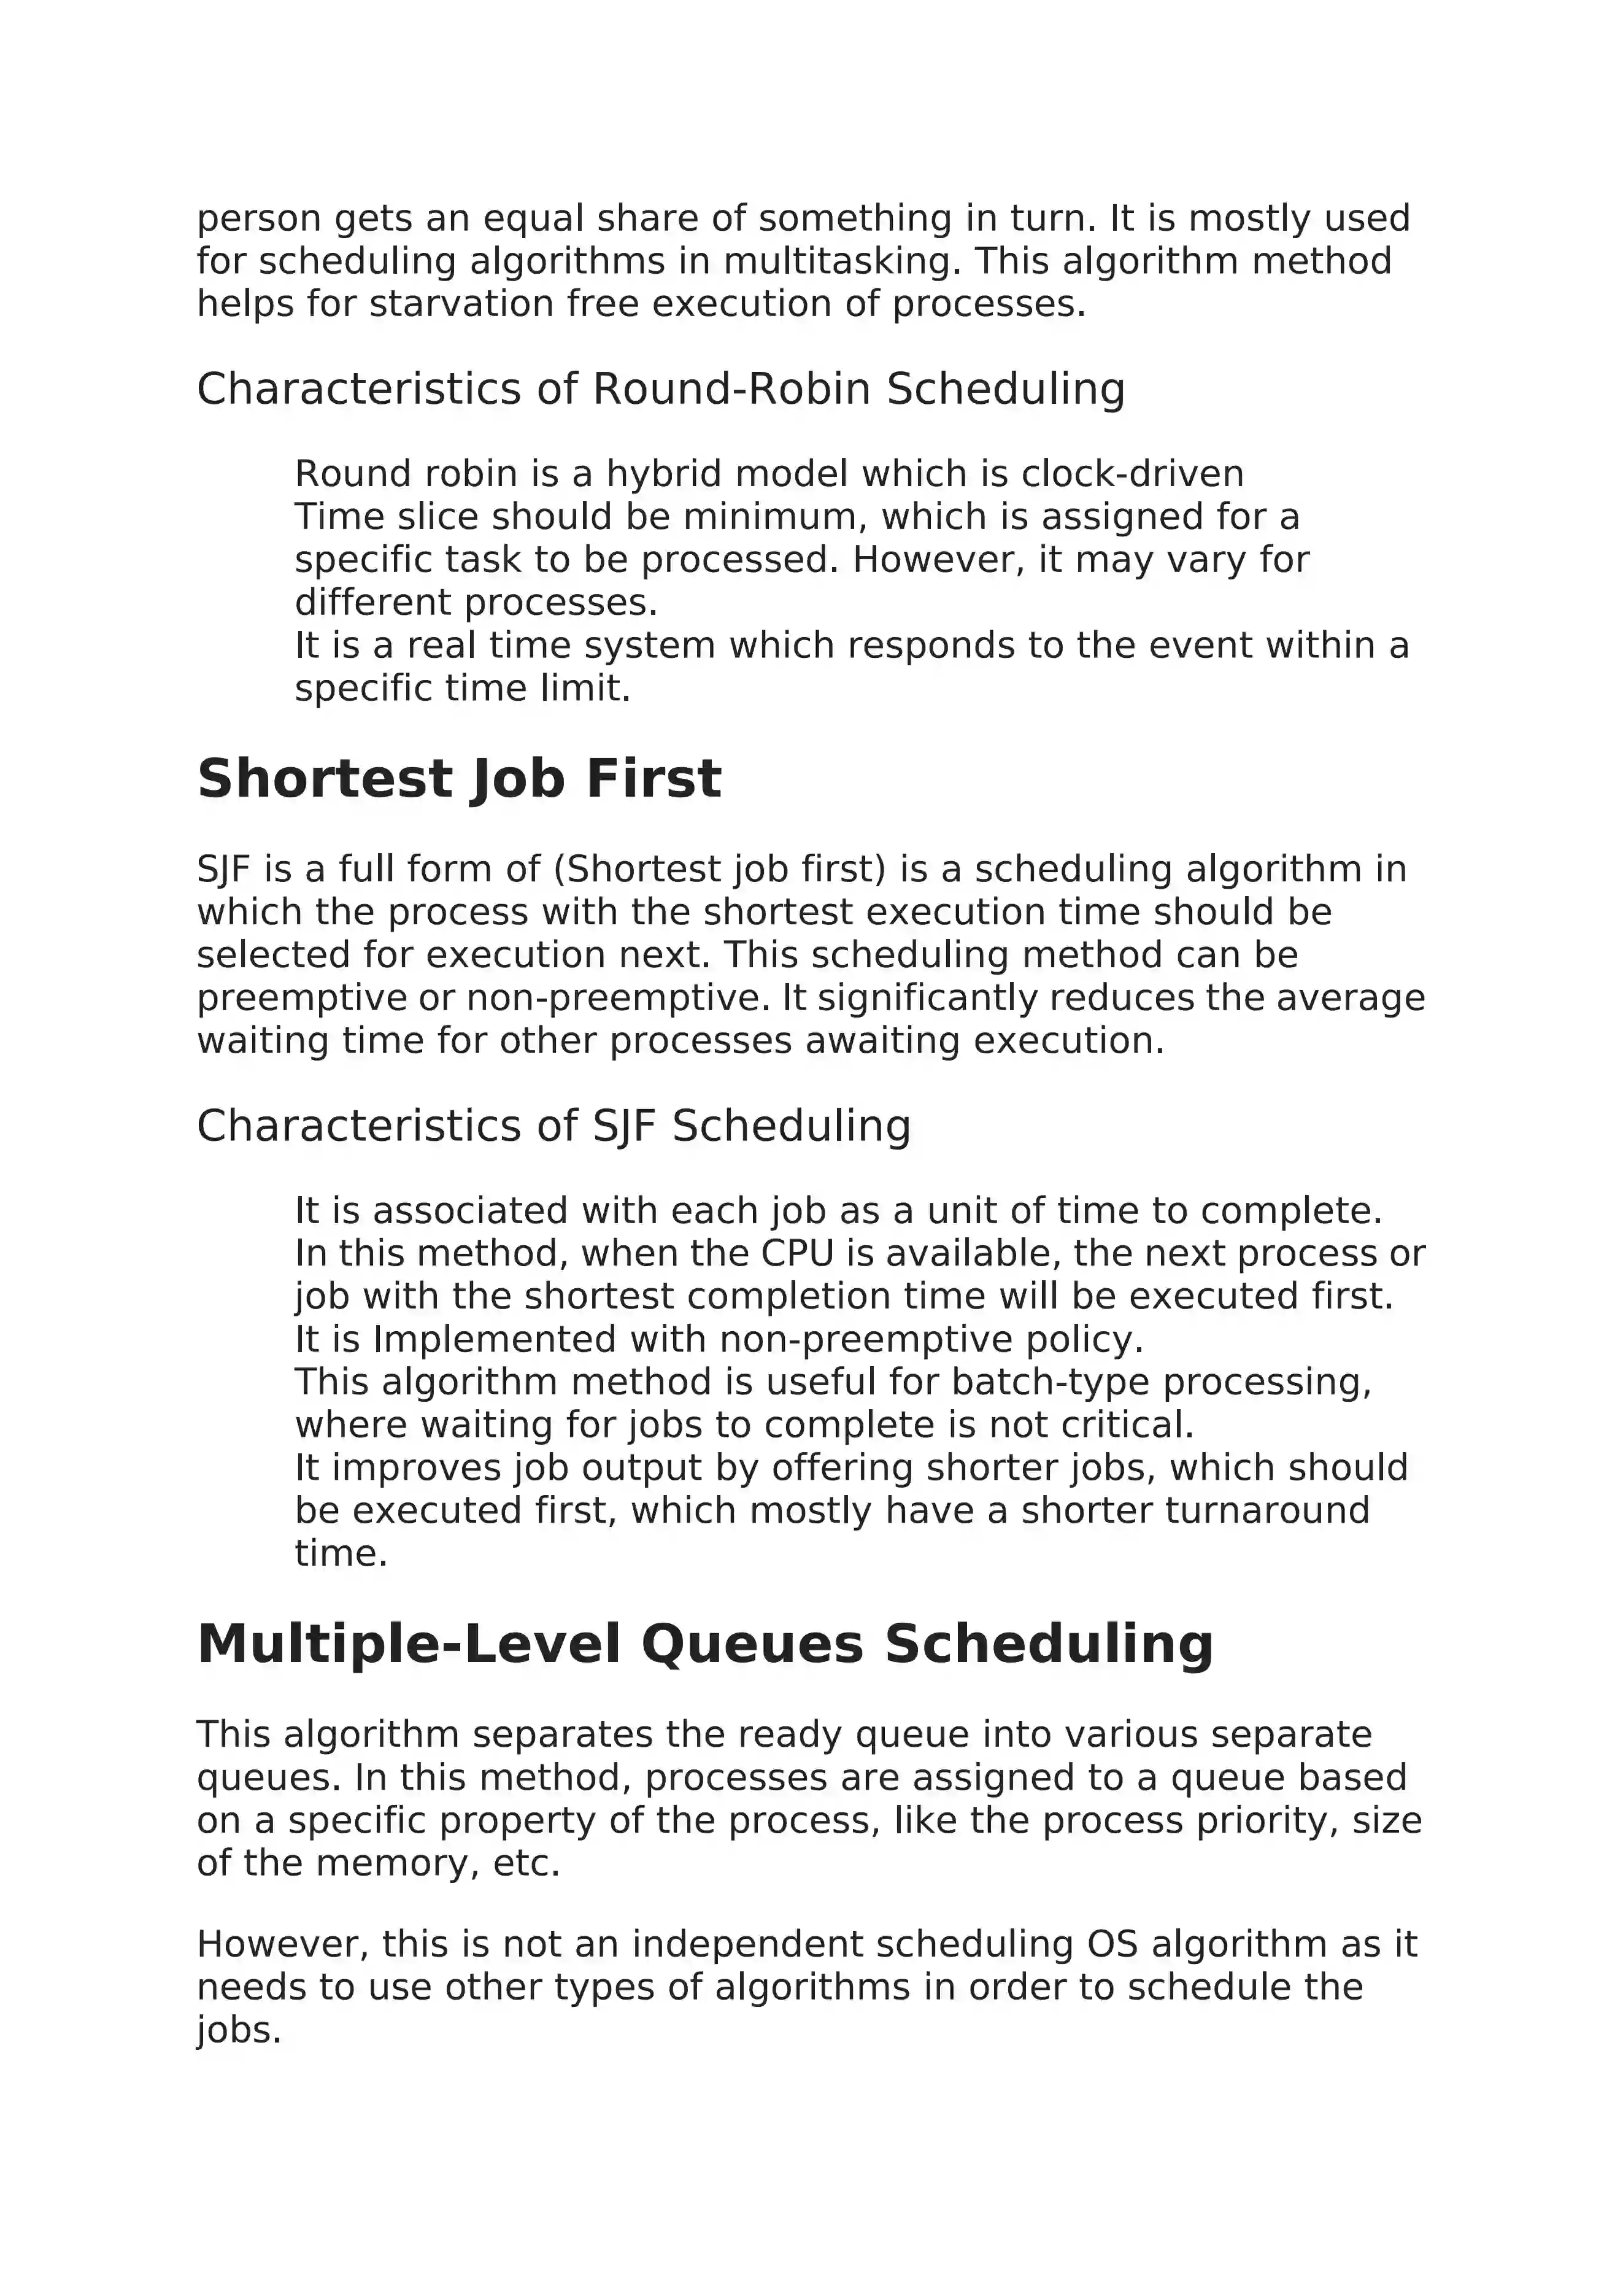 person gets an equal share of something in turn. It is mostly used
for scheduling algorithms in multitasking. This algorithm method
helps for starvation free execution of processes.
Characteristics of Round-Robin Scheduling
Round robin is a hybrid model which is clock-driven
Time slice should be minimum, which is assigned for a
specific task to be processed. However, it may vary for
different processes.
It is a real time system which responds to the event within a
specific time limit.
Shortest Job First
SJF is a full form of (Shortest job first) is a scheduling algorithm in
which the process with the shortest execution time should be
selected for execution next. This scheduling method can be
preemptive or non-preemptive. It significantly reduces the average
waiting time for other processes awaiting execution.
Characteristics of SJF Scheduling
It is associated with each job as a unit of time to complete.
In this method, when the CPU is available, the next process or
job with the shortest completion time will be executed first.
It is Implemented with non-preemptive policy.
This algorithm method is useful for batch-type processing,
where waiting for jobs to complete is not critical.
It improves job output by offering shorter jobs, which should
be executed first, which mostly have a shorter turnaround
time.
Multiple-Level Queues Scheduling
This algorithm separates the ready queue into various separate
queues. In this method, processes are assigned to a queue based
on a specific property of the process, like the process priority, size
of the memory, etc.
However, this is not an independent scheduling OS algorithm as it
needs to use other types of algorithms in order to schedule the
jobs.